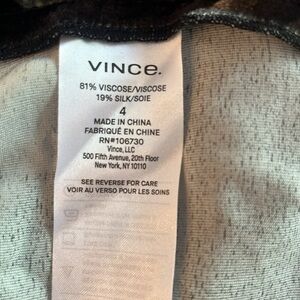 VINCE.
81% VISCOSE/VISCOSE
19% SILK/SOIE
4
MADE IN CHINA
FABRIQUÉ EN CHINE
RN#106730
Vince, LLC
500 Fifth Avenue, 20th Floor
New York, NY 10110
SEE REVERSE FOR CARE
VOIR AU VERSO POUR LES SOINS